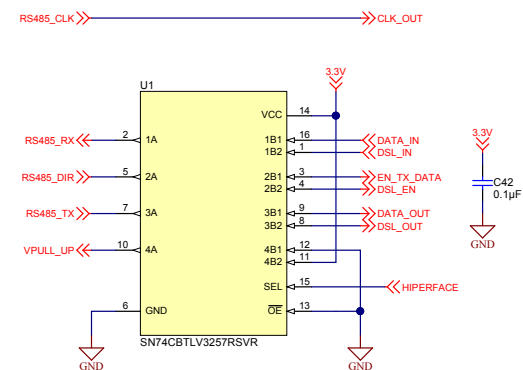 RS485_CLK CLK_OUT
3.3V
U1
VCC 14
RS485_RX 2 1A 1B1 16 DATA_IN
1B2 1 DSL_IN
3.3V
RS485_DIR 5 2A 2B1 3 EN_TX_DATA
2B2 4 DSL_EN
C42
0.1µF
RS485_TX 7 3A 3B1 9 DATA_OUT
3B2 8 DSL_OUT
GND
VPULL_UP 10 4A 4B1 12
4B2 11
SEL 15 HIPERFACE
6 GND OE 13
SN74CBTLV3257RSVR
GND GND